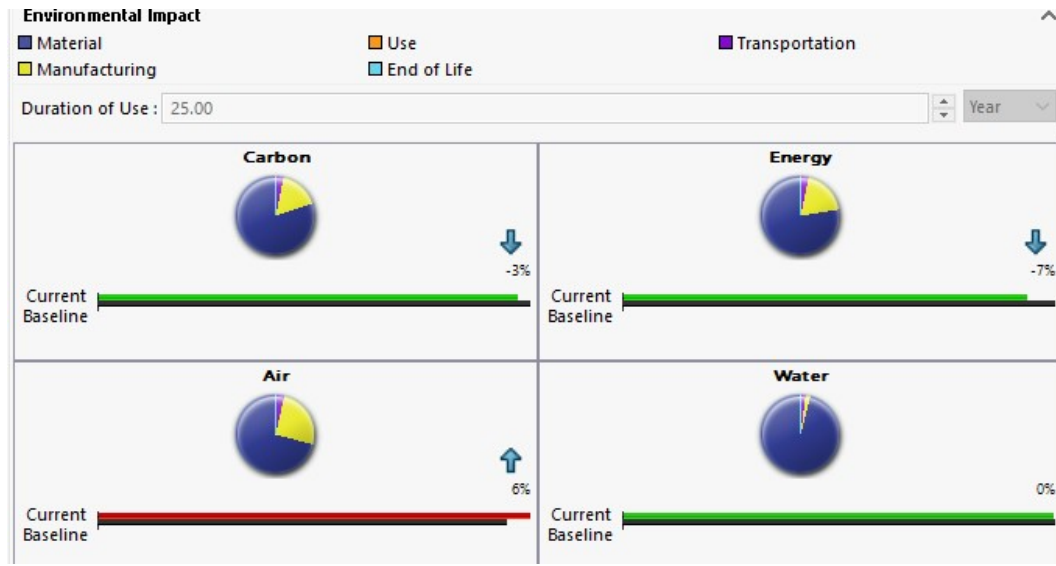 Environmental Impact
Material Use Transportation
Manufacturing End of Life
Duration of Use : 25.00 Year
Carbon
-3%
Current
Baseline
Energy
-7%
Current
Baseline
Air
6%
Current
Baseline
Water
0%
Current
Baseline